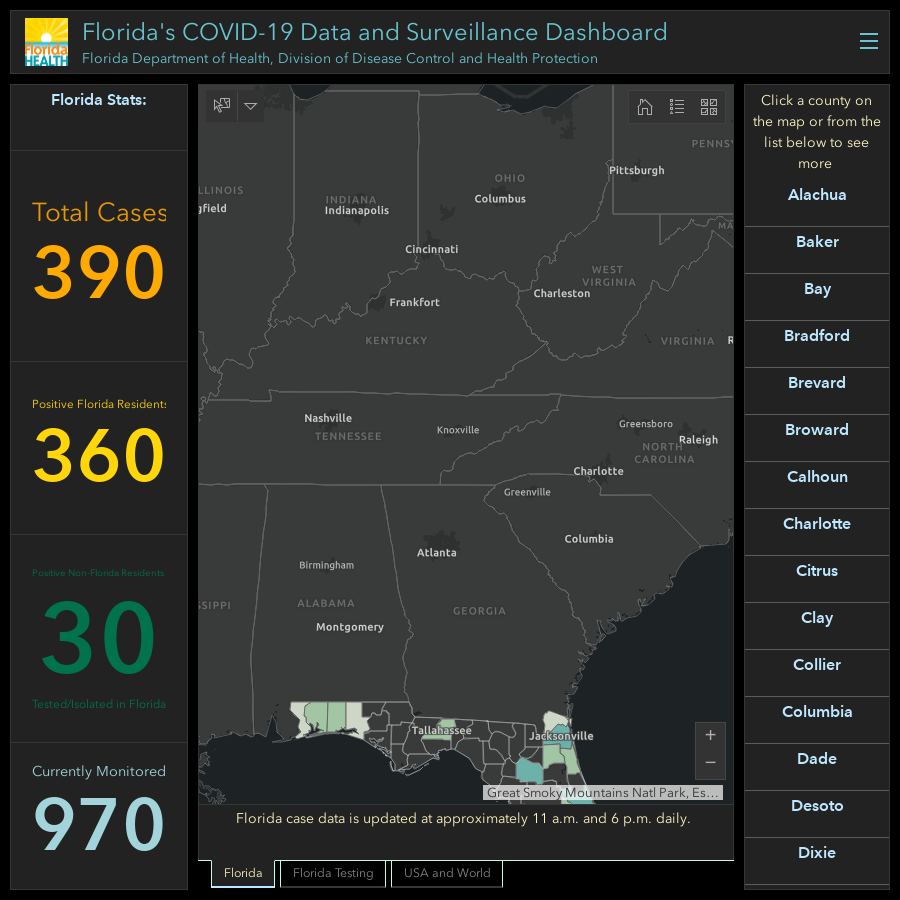 Florida
HEALTH
Florida's COVID-19 Data and Surveillance Dashboard
Florida Department of Health, Division of Disease Control and Health Protection
Florida Stats:
Total Cases
390
Positive Florida Residents
360
Positive Non-Florida Residents
30
Tested/Isolated in Florida
Currently Monitored
970
PENNSY
Pittsburgh
OHIO
LLINOIS
INDIANA
Columbus
gfield
Indianapolis
MA
Cincinnati
WEST
VIRGINIA
Charleston
Frankfort
KENTUCKY
VIRGINIA
R
Nashville
TENNESSEE
Knoxville
Greensboro
Raleigh
NORTH
CAROLINA
Charlotte
Greenville
Columbia
Atlanta
Birmingham
SSIPPI
ALABAMA
GEORGIA
Montgomery
Tallahassee
Jacksonville
+
−
Great Smoky Mountains Natl Park, Es…
Florida case data is updated at approximately 11 a.m. and 6 p.m. daily.
Florida
Florida Testing
USA and World
Click a county on
the map or from the
list below to see
more
Alachua
Baker
Bay
Bradford
Brevard
Broward
Calhoun
Charlotte
Citrus
Clay
Collier
Columbia
Dade
Desoto
Dixie